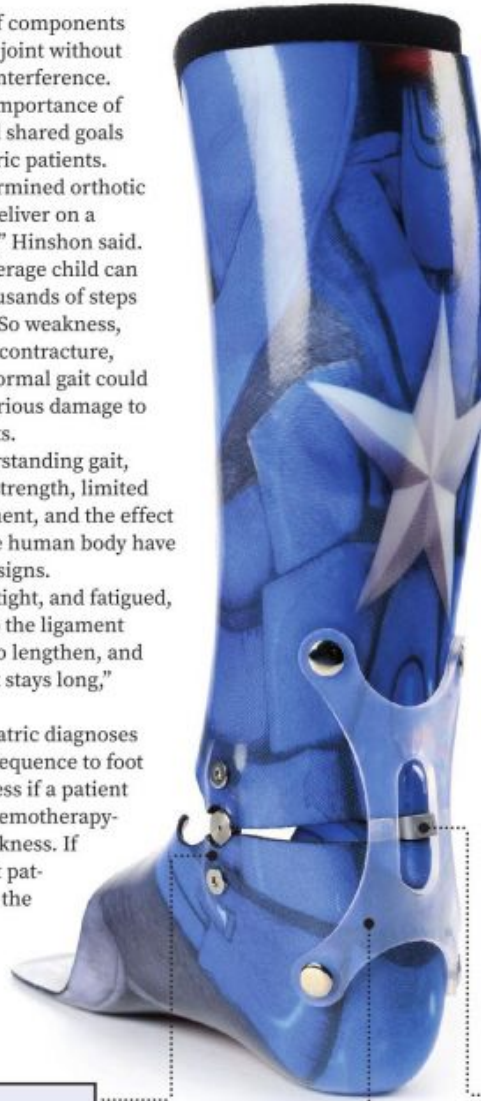 f components
joint without
nterference.
mportance of
d shared goals
ric patients.
rmined orthotic
eliver on a
” Hinshon said.
erage child can
usands of steps
So weakness,
contracture,
ormal gait could
rious damage to
ts.
rstanding gait,
trength, limited
nent, and the effect
e human body have
signs.
tight, and fatigued,
the ligament
o lengthen, and
t stays long,”
atric diagnoses
equence to foot
ess if a patient
emotherapy-
kness. If
t pat-
the